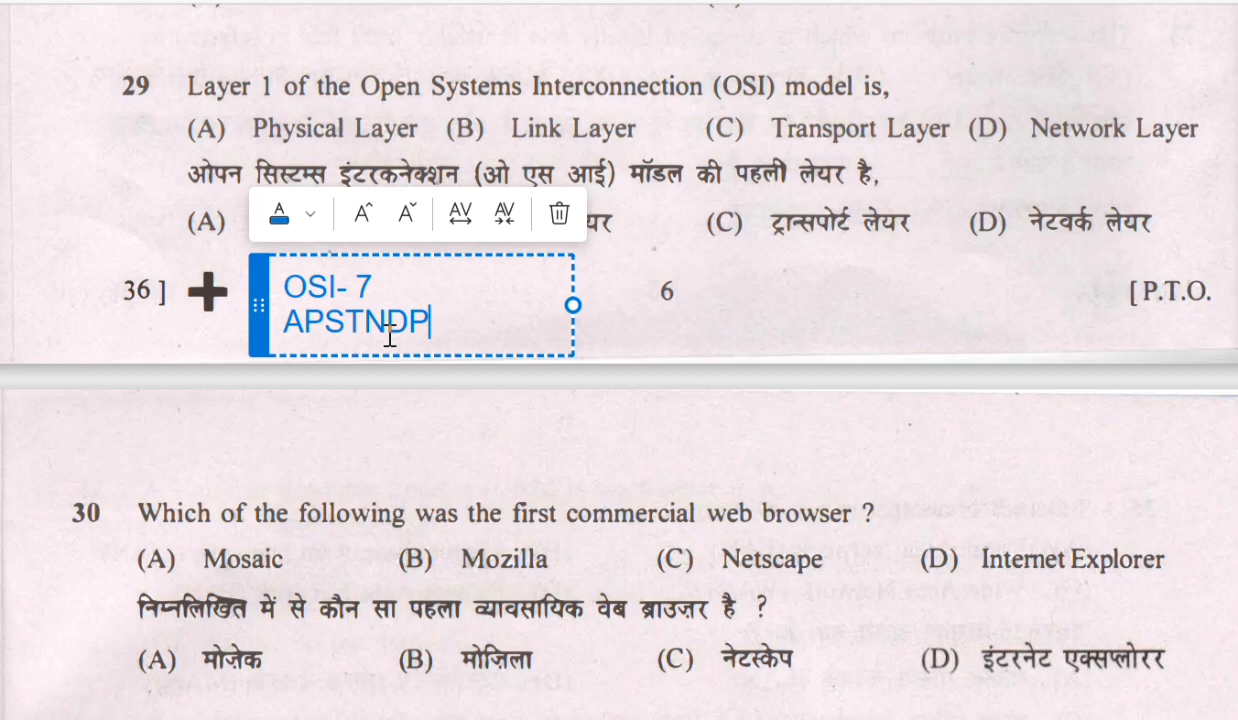 29 Layer 1 of the Open Systems Interconnection (OSI) model is,
(A) Physical Layer (B) Link Layer (C) Transport Layer (D) Network Layer
ओपन सिस्टम्स इंटरकनेक्शन (ओ एस आई) मॉडल की पहली लेयर है,
(A) (C) ट्रान्सपोर्ट लेयर (D) नेटवर्क लेयर
A A A AV AV
36 ] OSI- 7 6 [ P.T.O.
APSTNDP
30 Which of the following was the first commercial web browser ?
(A) Mosaic (B) Mozilla (C) Netscape (D) Internet Explorer
निम्नलिखित में से कौन सा पहला व्यावसायिक वेब ब्राउजर है ?
(A) मोजेक (B) मोजिला (C) नेटस्केप (D) इंटरनेट एक्सप्लोरर